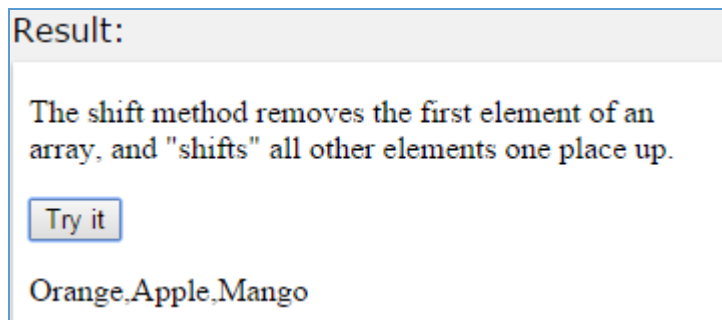 Result:
The shift method removes the first element of an
array, and "shifts" all other elements one place up.
Try it
Orange,Apple,Mango